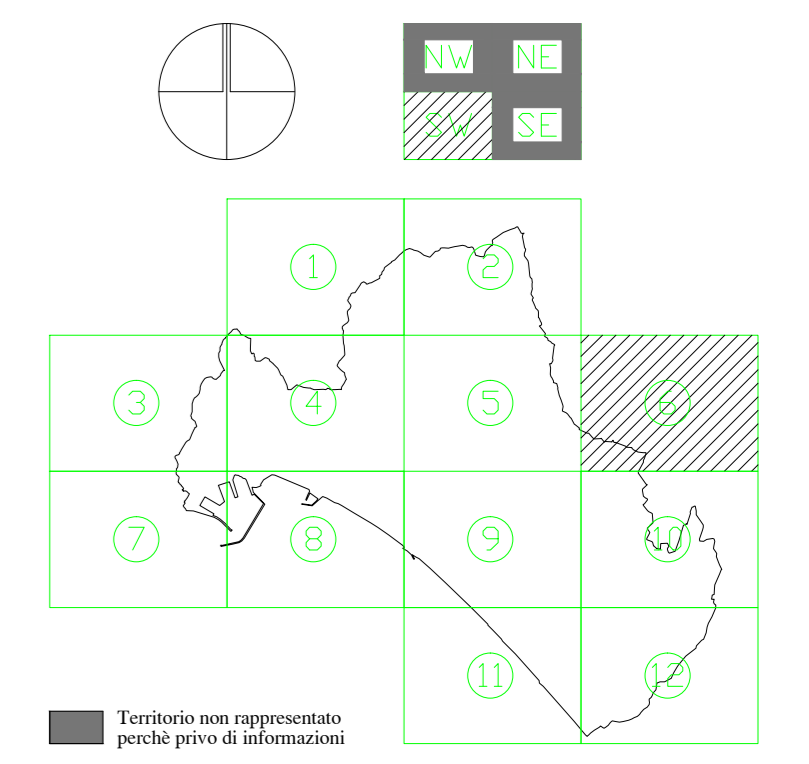 NW NE
SW SE
1 2
3 4 5 6
7 8 9 10
11 12
Territorio non rappresentato
perchè privo di informazioni